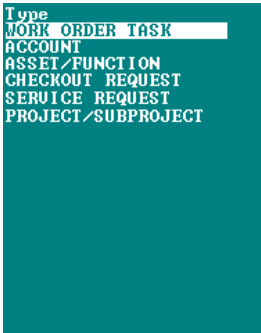 Type
WORK ORDER TASK
ACCOUNT
ASSET/FUNCTION
CHECKOUT REQUEST
SERVICE REQUEST
PROJECT/SUBPROJECT